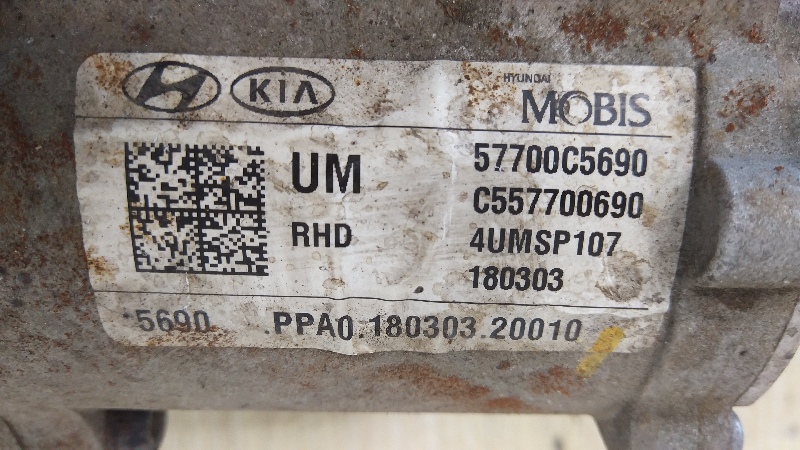 KIA
HYUNDAI
MOBIS
UM
RHD
57700C5690
C557700690
4UMSP107
180303
5690 .PPA0.180303.20010